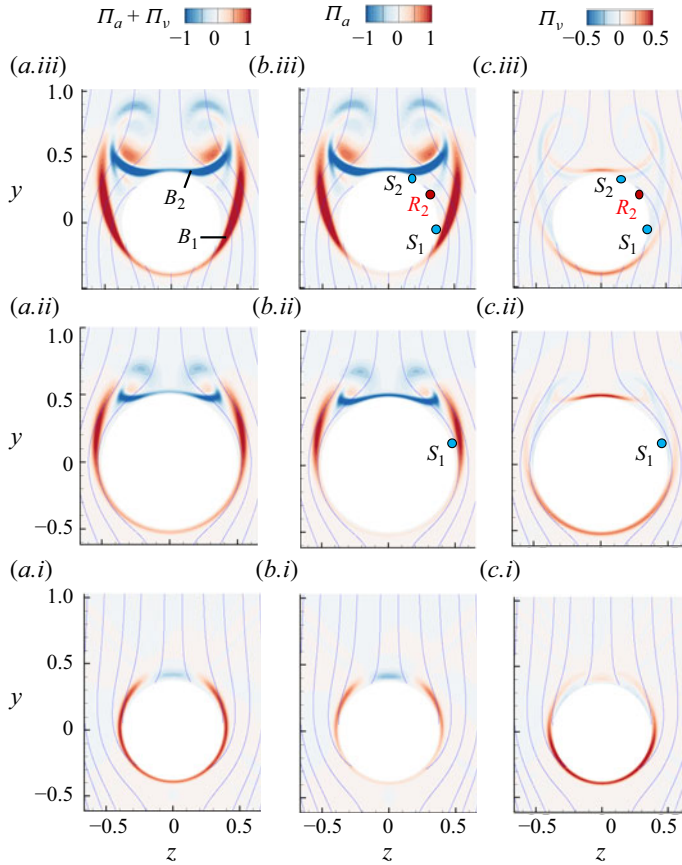 Πa + Πν
−1 0 1
Πa
−1 0 1
Πν
−0.5 0 0.5
(a.iii) (b.iii) (c.iii)
1.0
0.5
y
0
B2
B1
S2
R2
S1
S2
R2
S1
(a.ii) (b.ii) (c.ii)
1.0
0.5
y
0
−0.5
S1
S1
(a.i) (b.i) (c.i)
1.0
0.5
y
0
−0.5
−0.5 0 0.5 −0.5 0 0.5 −0.5 0 0.5
z z z